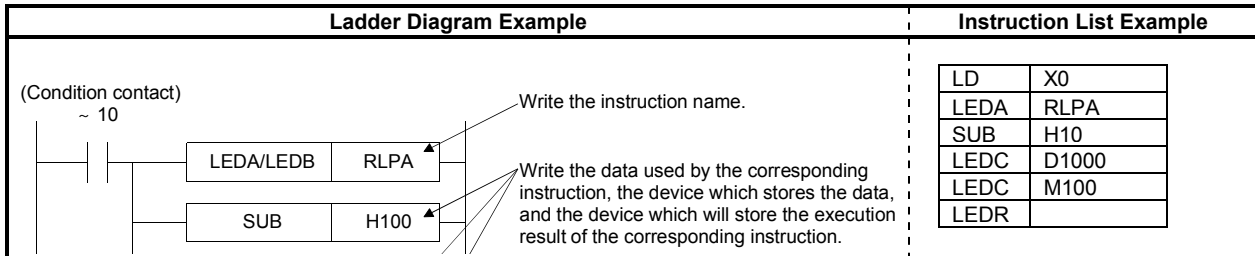 Ladder Diagram Example
Instruction List Example
(Condition contact)
~ 10
LEDA/LEDB RLPA
SUB H100
Write the instruction name.
Write the data used by the corresponding
instruction, the device which stores the data,
and the device which will store the execution
result of the corresponding instruction.
LD X0
LEDA RLPA
SUB H10
LEDC D1000
LEDC M100
LEDR